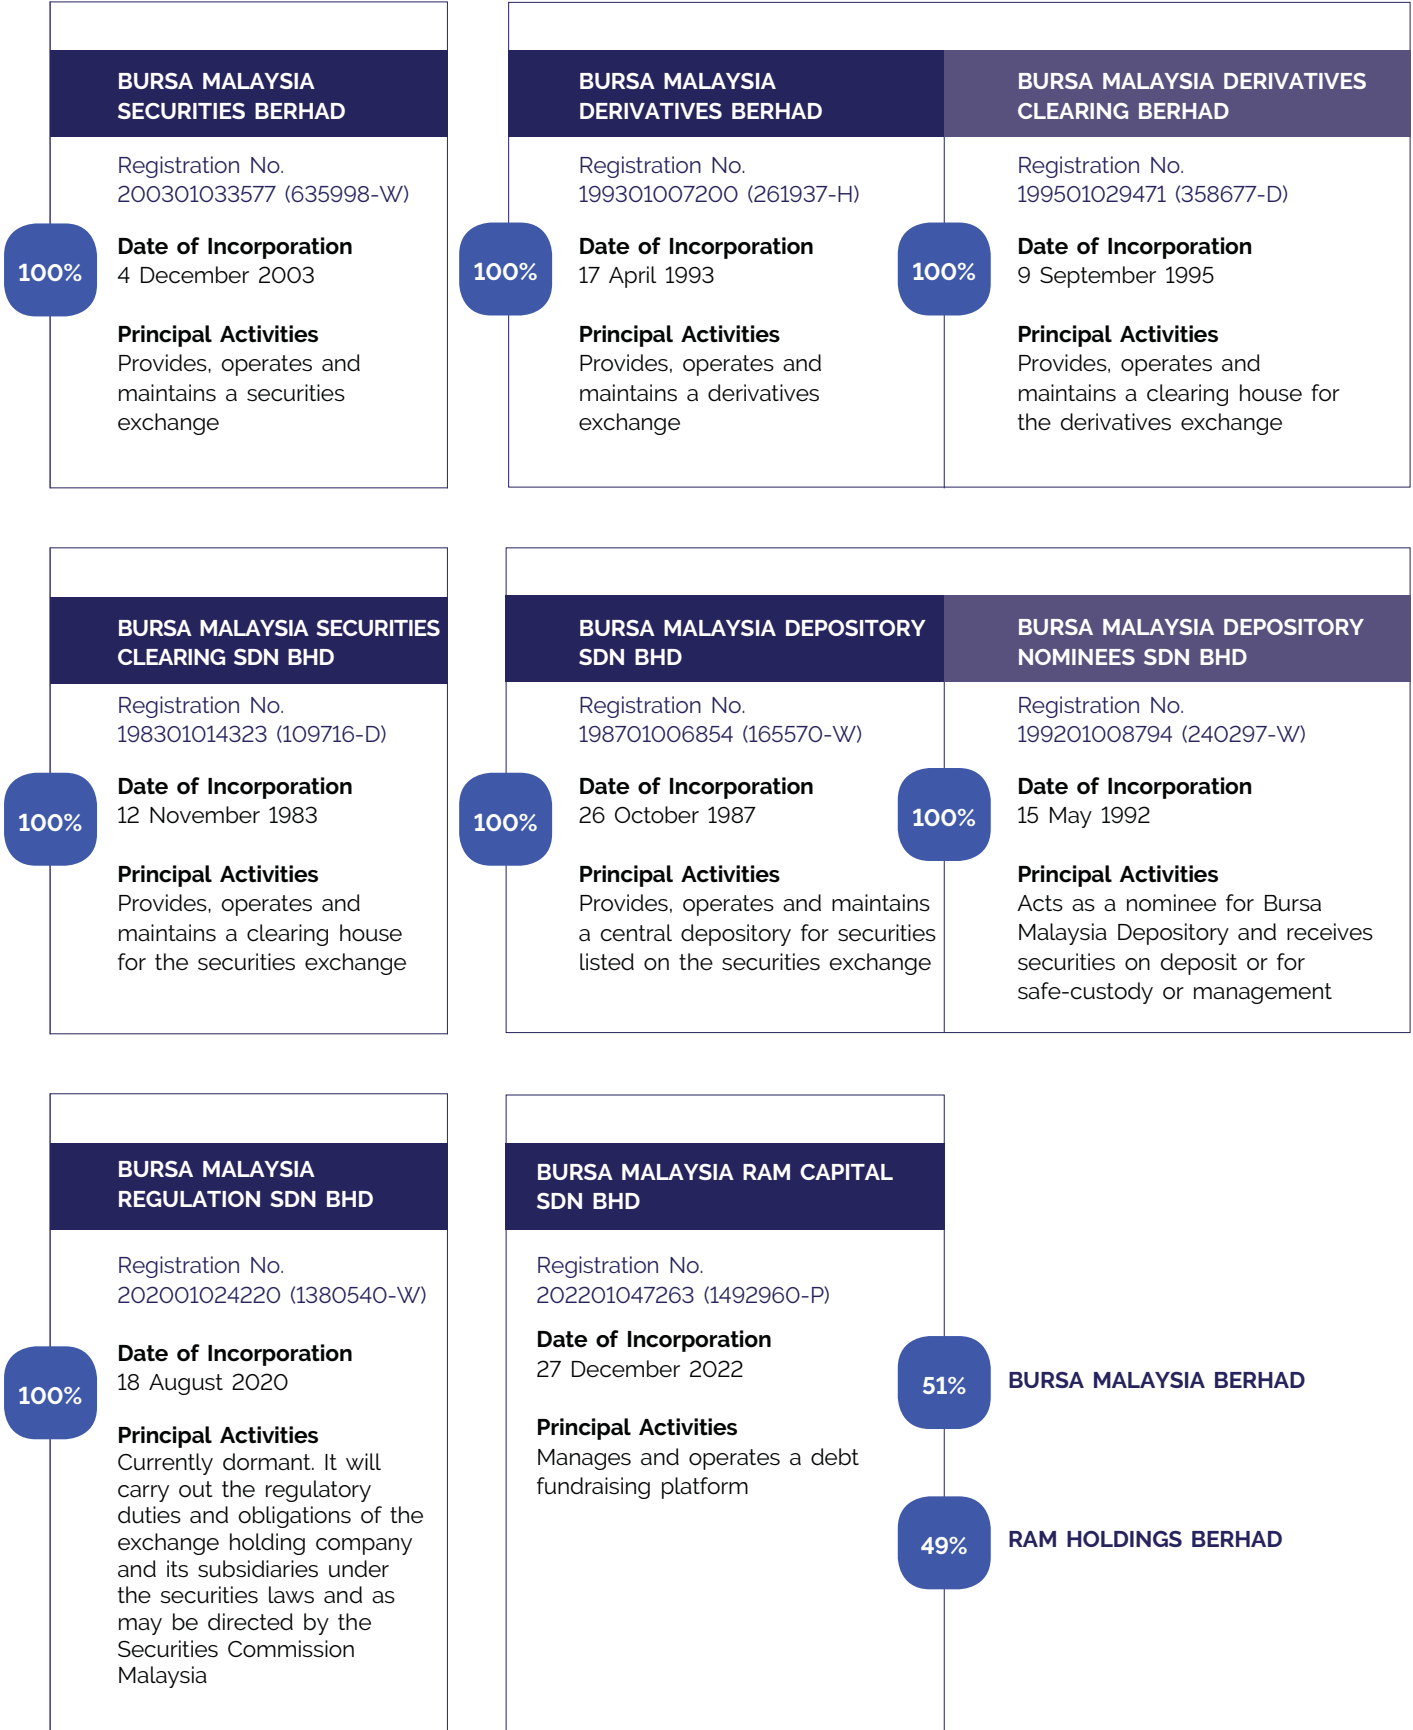 BURSA MALAYSIA
SECURITIES BERHAD
Registration No.
200301033577 (635998-W)
100%
Date of Incorporation
4 December 2003
Principal Activities
Provides, operates and
maintains a securities
exchange
BURSA MALAYSIA
DERIVATIVES BERHAD
Registration No.
199301007200 (261937-H)
100%
Date of Incorporation
17 April 1993
Principal Activities
Provides, operates and
maintains a derivatives
exchange
BURSA MALAYSIA DERIVATIVES
CLEARING BERHAD
Registration No.
199501029471 (358677-D)
100%
Date of Incorporation
9 September 1995
Principal Activities
Provides, operates and
maintains a clearing house for
the derivatives exchange
BURSA MALAYSIA SECURITIES
CLEARING SDN BHD
Registration No.
198301014323 (109716-D)
100%
Date of Incorporation
12 November 1983
Principal Activities
Provides, operates and
maintains a clearing house
for the securities exchange
BURSA MALAYSIA DEPOSITORY
SDN BHD
Registration No.
198701006854 (165570-W)
100%
Date of Incorporation
26 October 1987
Principal Activities
Provides, operates and maintains
a central depository for securities
listed on the securities exchange
BURSA MALAYSIA DEPOSITORY
NOMINEES SDN BHD
Registration No.
199201008794 (240297-W)
100%
Date of Incorporation
15 May 1992
Principal Activities
Acts as a nominee for Bursa
Malaysia Depository and receives
securities on deposit or for
safe-custody or management
BURSA MALAYSIA
REGULATION SDN BHD
Registration No.
202001024220 (1380540-W)
100%
Date of Incorporation
18 August 2020
Principal Activities
Currently dormant. It will
carry out the regulatory
duties and obligations of the
exchange holding company
and its subsidiaries under
the securities laws and as
may be directed by the
Securities Commission
Malaysia
BURSA MALAYSIA RAM CAPITAL
SDN BHD
Registration No.
202201047263 (1492960-P)
Date of Incorporation
27 December 2022
Principal Activities
Manages and operates a debt
fundraising platform
51%
BURSA MALAYSIA BERHAD
49%
RAM HOLDINGS BERHAD